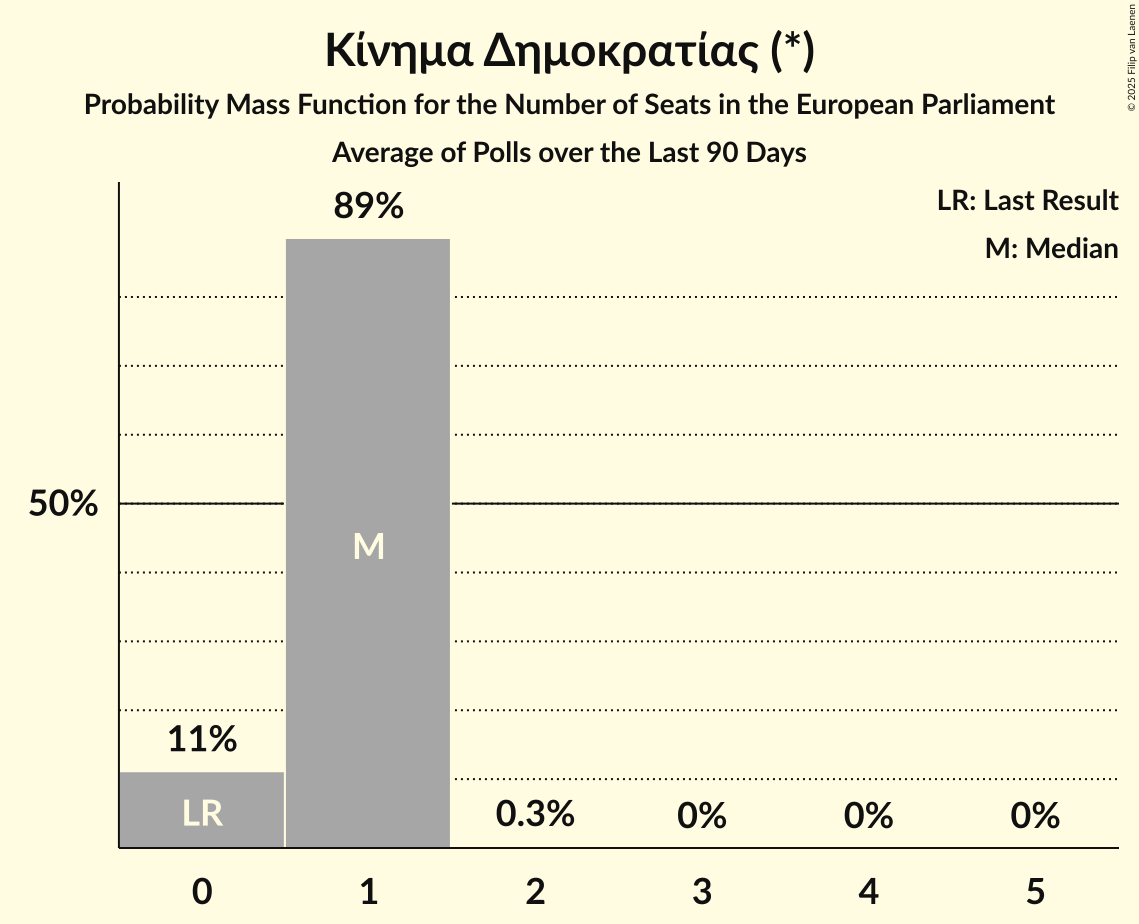 Κίνημα Δημοκρατίας (*)
Probability Mass Function for the Number of Seats in the European Parliament
Average of Polls over the Last 90 Days
© 2025 Filip van Laenen
LR: Last Result
M: Median
89%
50%
M
11%
LR
0.3%
0%
0%
0%
0 1 2 3 4 5